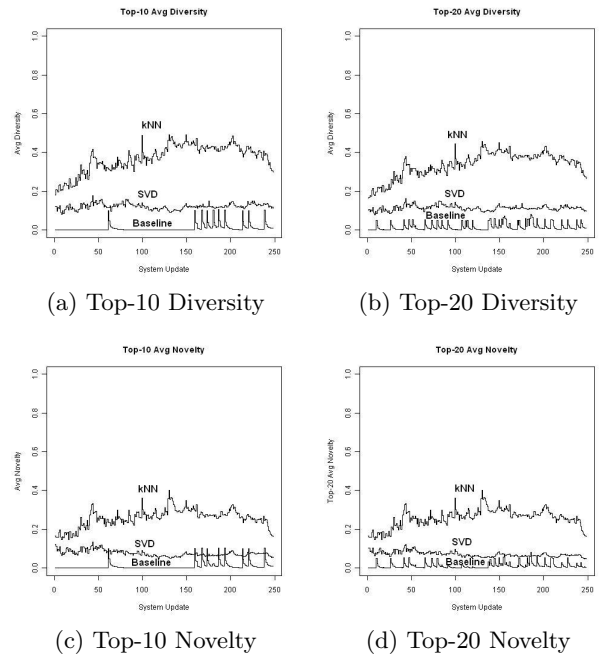 Top-10 Avg Diversity
Avg Diversity
1.0
0.8
0.6
0.4
0.2
0.0
kNN
SVD
Baseline
0 50 100 150 200 250
System Update
(a) Top-10 Diversity
Top-20 Avg Diversity
Avg Diversity
1.0
0.8
0.6
0.4
0.2
0.0
kNN
SVD
Baseline
0 50 100 150 200 250
System Update
(b) Top-20 Diversity
Top-10 Avg Novelty
Avg Novelty
1.0
0.8
0.6
0.4
0.2
0.0
kNN
SVD
Baseline
0 50 100 150 200 250
System Update
(c) Top-10 Novelty
Top-20 Avg Novelty
Top-20 Avg Novelty
1.0
0.8
0.6
0.4
0.2
0.0
kNN
SVD
Baseline
0 50 100 150 200 250
System Update
(d) Top-20 Novelty